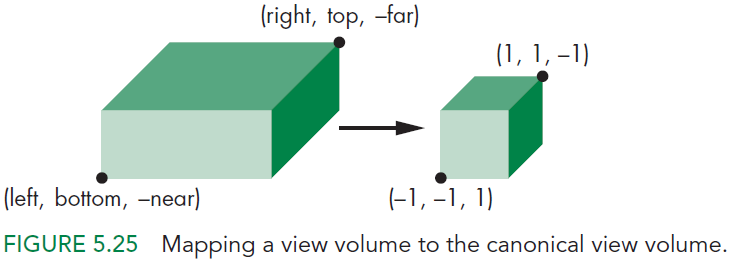 (right, top, –far)
(1, 1, –1)
(left, bottom, –near)
(–1, –1, 1)
FIGURE 5.25 Mapping a view volume to the canonical view volume.